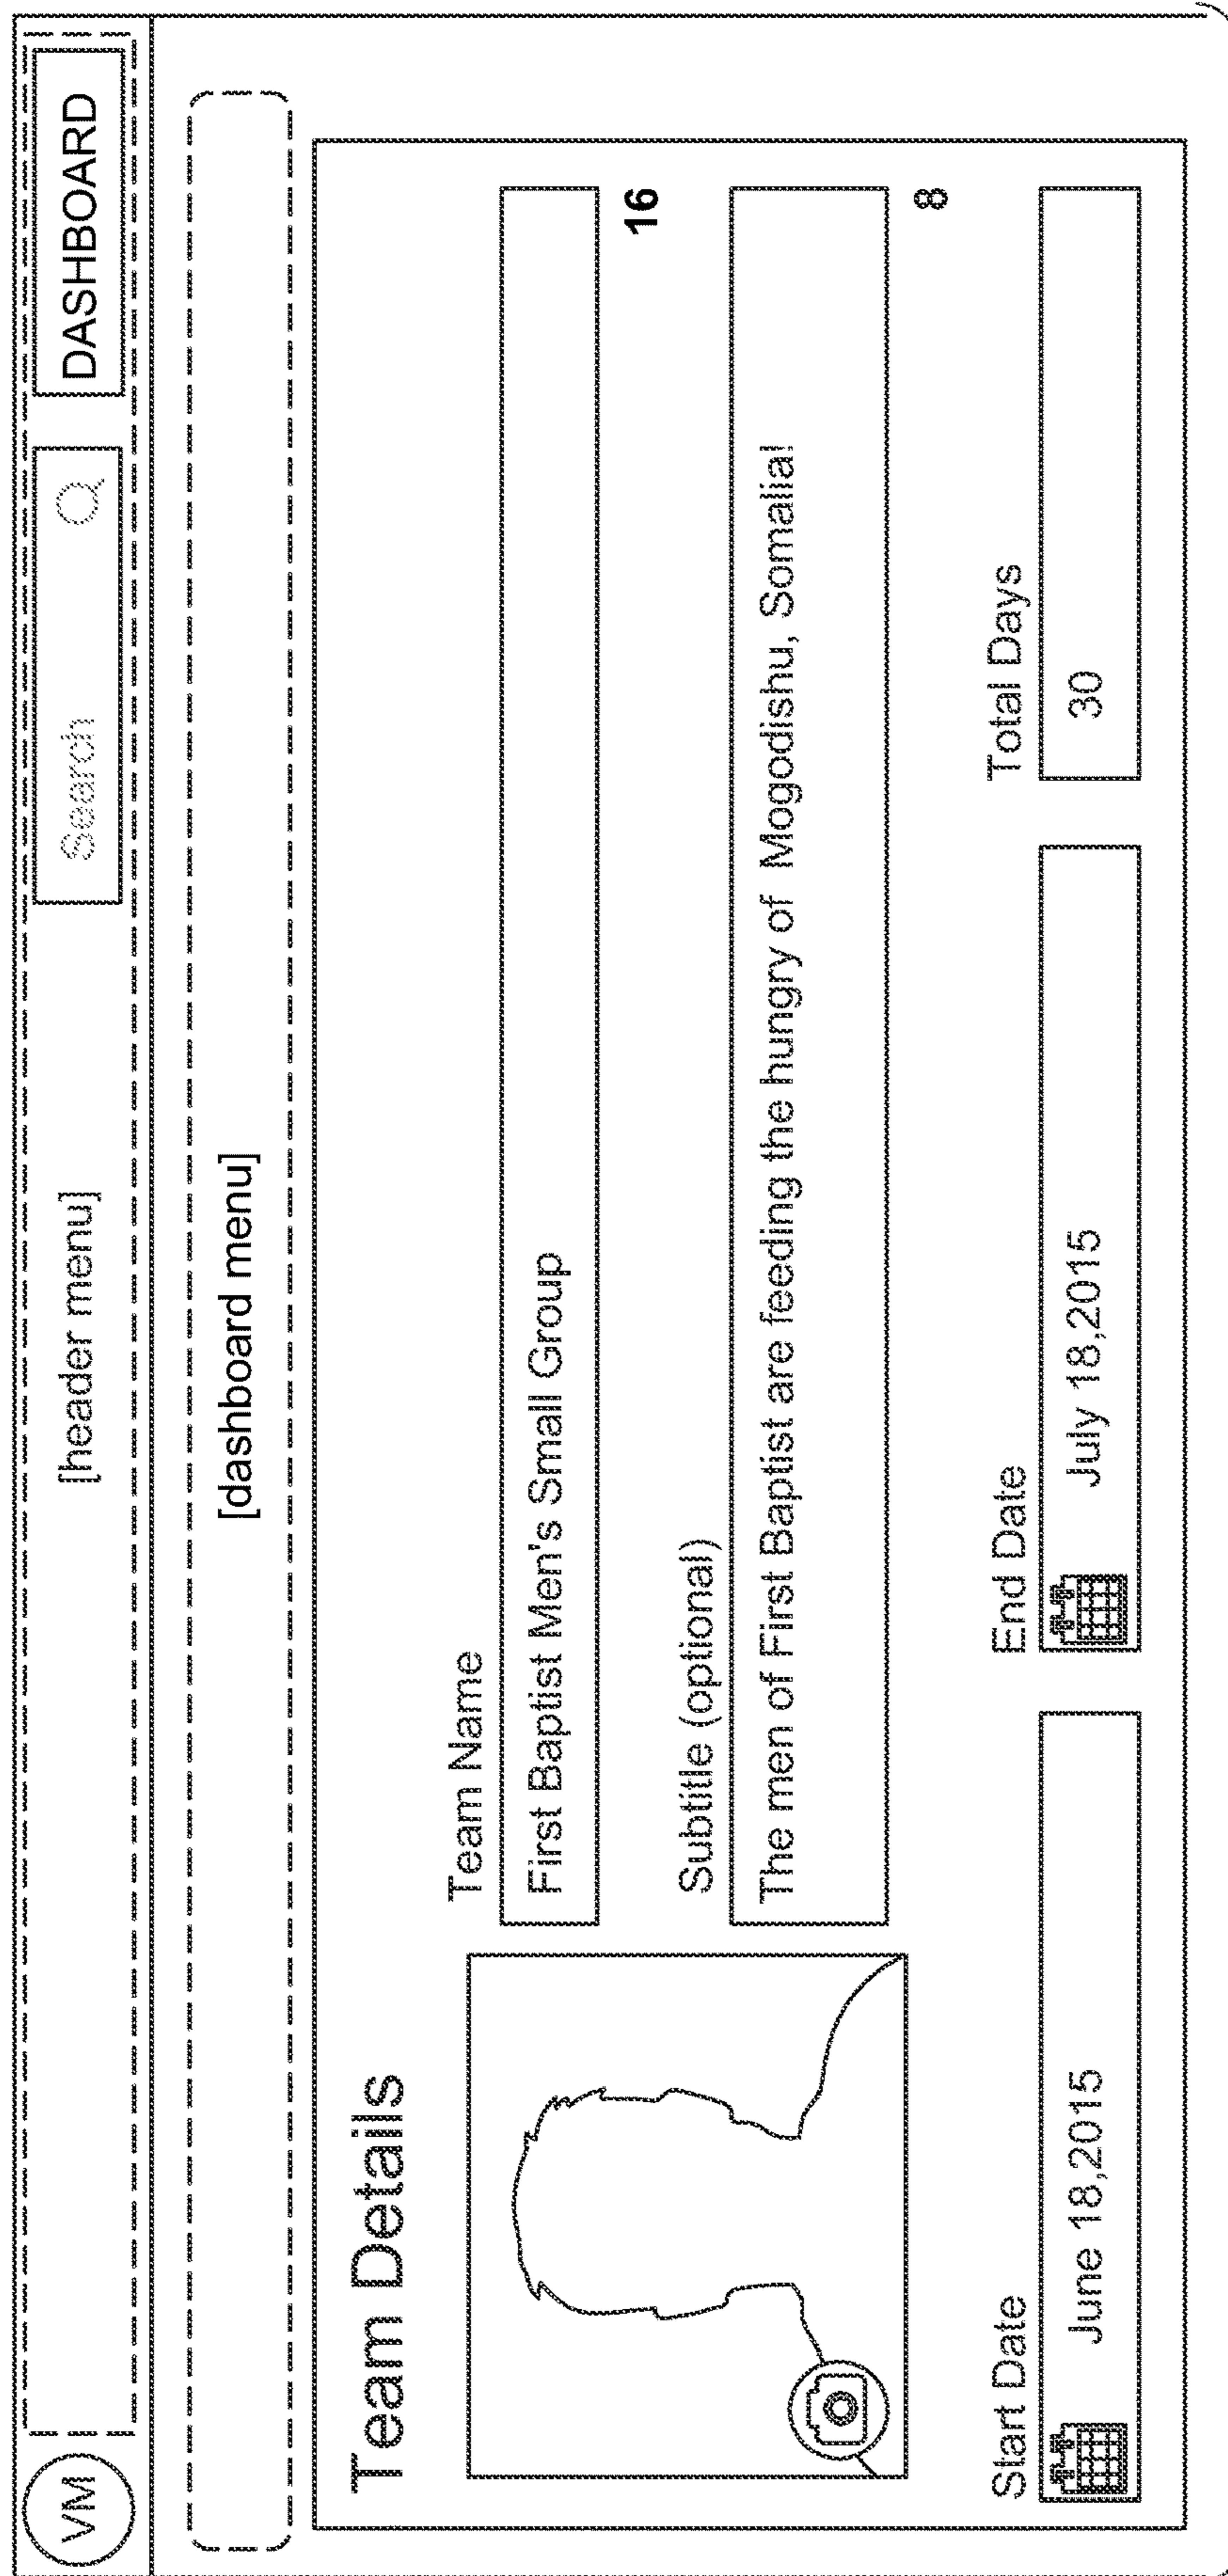 VM
[header menu]
Search
DASHBOARD
[dashboard menu]
Team Details
Team Name
First Baptist Men's Small Group
16
Subtitle (optional)
The men of First Baptist are feeding the hungry of Mogodishu, Somalia!
8
Start Date
End Date
Total Days
June 18,2015
July 18,2015
30